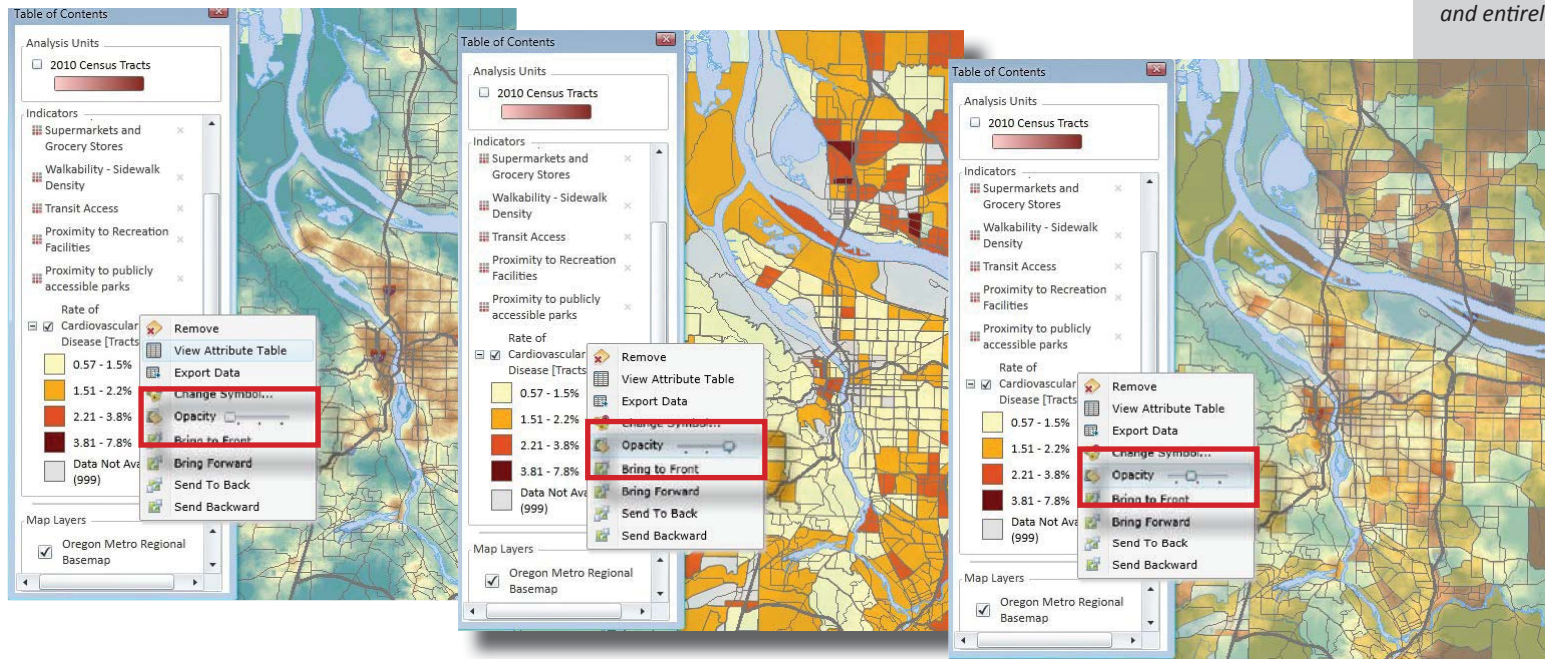 Table of Contents
Analysis Units
2010 Census Tracts
Indicators
Supermarkets and
Grocery Stores
Walkability - Sidewalk
Density
Transit Access
Proximity to Recreation
Facilities
Proximity to publicly
accessible parks
Rate of
Cardiovascular
Disease [Tracts
0.57 - 1.5%
1.51 - 2.2%
2.21 - 3.8%
3.81 - 7.8%
Data Not Ava
(999)
Remove
View Attribute Table
Export Data
Change Symbol...
Opacity
Bring to Front
Bring Forward
Send To Back
Send Backward
Map Layers
Oregon Metro Regional
Basemap
Table of Contents
Analysis Units
2010 Census Tracts
Indicators
Supermarkets and
Grocery Stores
Walkability - Sidewalk
Density
Transit Access
Proximity to Recreation
Facilities
Proximity to publicly
accessible parks
Rate of
Cardiovascular
Disease [Tracts
0.57 - 1.5%
1.51 - 2.2%
2.21 - 3.8%
3.81 - 7.8%
Data Not Ava
(999)
Remove
View Attribute Table
Export Data
Change Symbol...
Opacity
Bring to Front
Bring Forward
Send To Back
Send Backward
Map Layers
Oregon Metro Regional
Basemap
and entirel
Table of Contents
Analysis Units
2010 Census Tracts
Indicators
Supermarkets and
Grocery Stores
Walkability - Sidewalk
Density
Transit Access
Proximity to Recreation
Facilities
Proximity to publicly
accessible parks
Rate of
Cardiovascular
Disease [Tracts
0.57 - 1.5%
1.51 - 2.2%
2.21 - 3.8%
3.81 - 7.8%
Data Not Ava
(999)
Remove
View Attribute Table
Export Data
Change Symbol...
Opacity
Bring to Front
Bring Forward
Send To Back
Send Backward
Map Layers
Oregon Metro Regional
Basemap